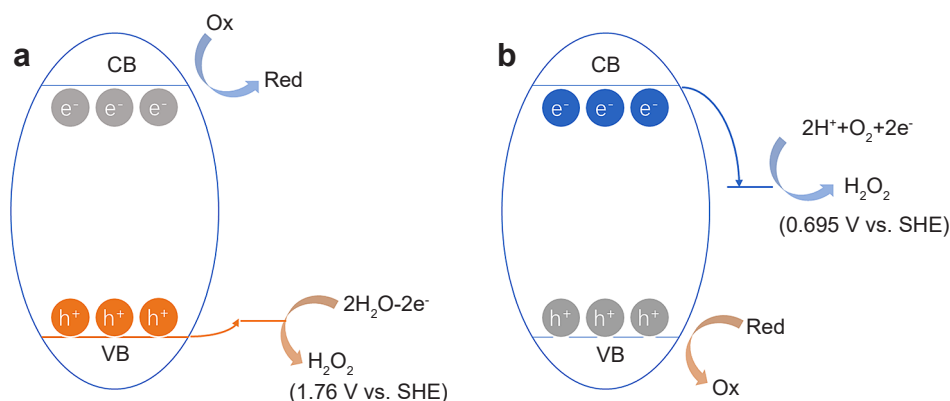 a
Ox
Red
CB
e⁻ e⁻ e⁻
h⁺ h⁺ h⁺
VB
2H₂O-2e⁻
H₂O₂
(1.76 V vs. SHE)
b
CB
e⁻ e⁻ e⁻
2H⁺+O₂+2e⁻
H₂O₂
(0.695 V vs. SHE)
h⁺ h⁺ h⁺
VB
Red
Ox